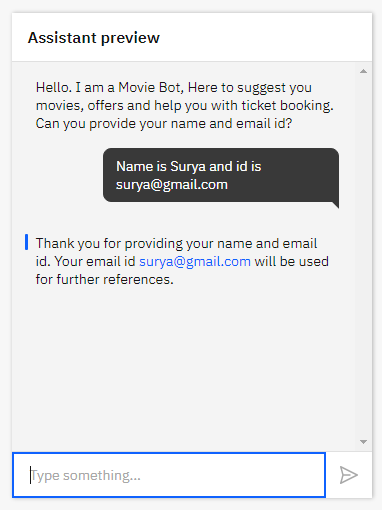 Assistant preview
Hello. I am a Movie Bot, Here to suggest you
movies, offers and help you with ticket booking.
Can you provide your name and email id?
Name is Surya and id is
surya@gmail.com
Thank you for providing your name and email
id. Your email id surya@gmail.com will be used
for further references.
Type something...